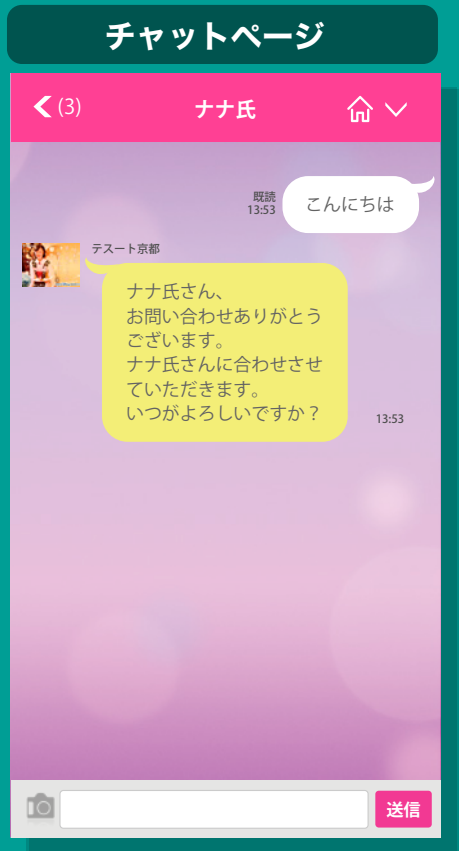 チャットページ
(3)
ナナ氏
既読
13:53
こんにちは
テスート京都
ナナ氏さん、
お問い合わせありがとう
ございます。
ナナ氏さんに合わせさせ
ていただきます。
いつがよろしいですか？
13:53
送信